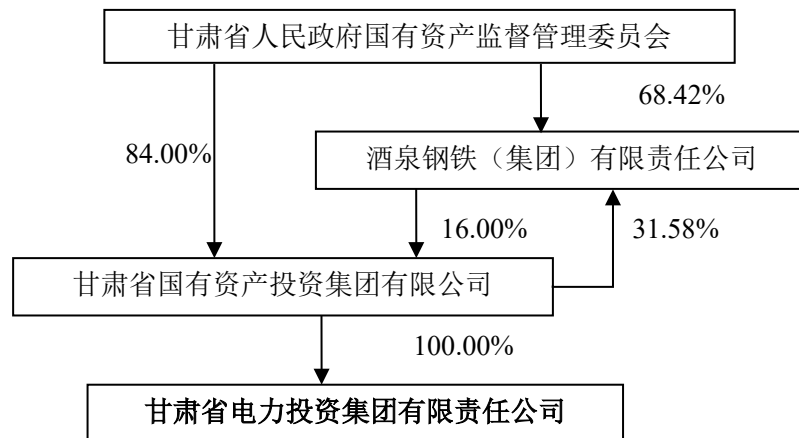 甘肃省人民政府国有资产监督管理委员会
68.42%
84.00%
酒泉钢铁（集团）有限责任公司
16.00%
31.58%
甘肃省国有资产投资集团有限公司
100.00%
甘肃省电力投资集团有限责任公司